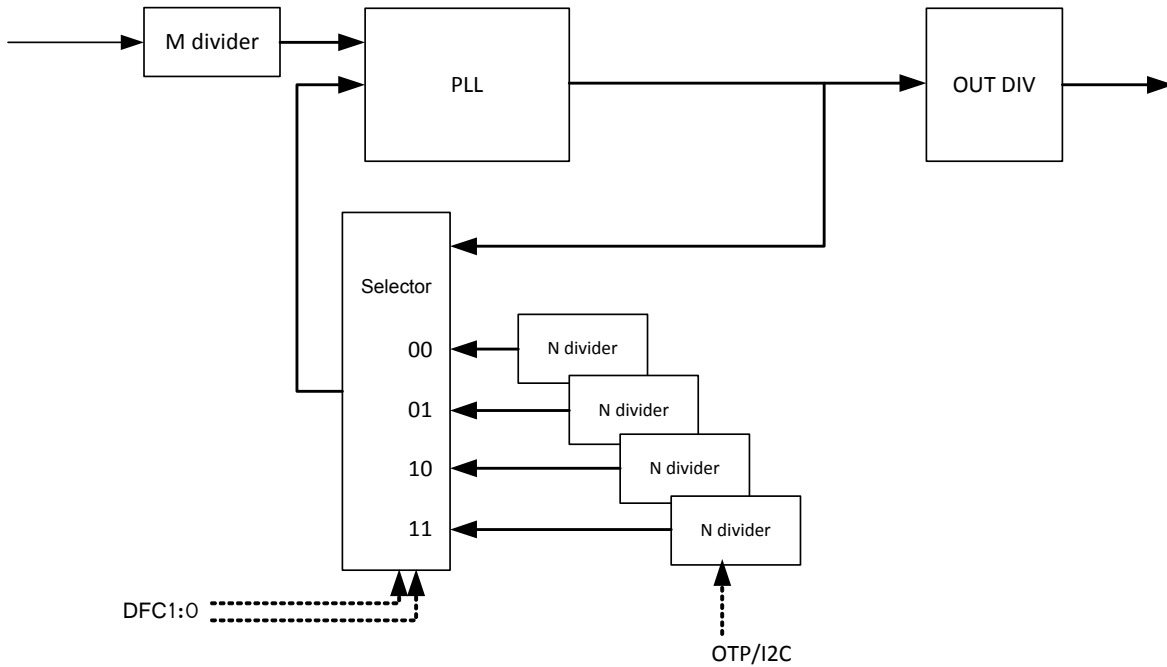 M divider
PLL
OUT DIV
Selector
00
N divider
01
N divider
10
N divider
11
N divider
DFC1:0
OTP/I2C